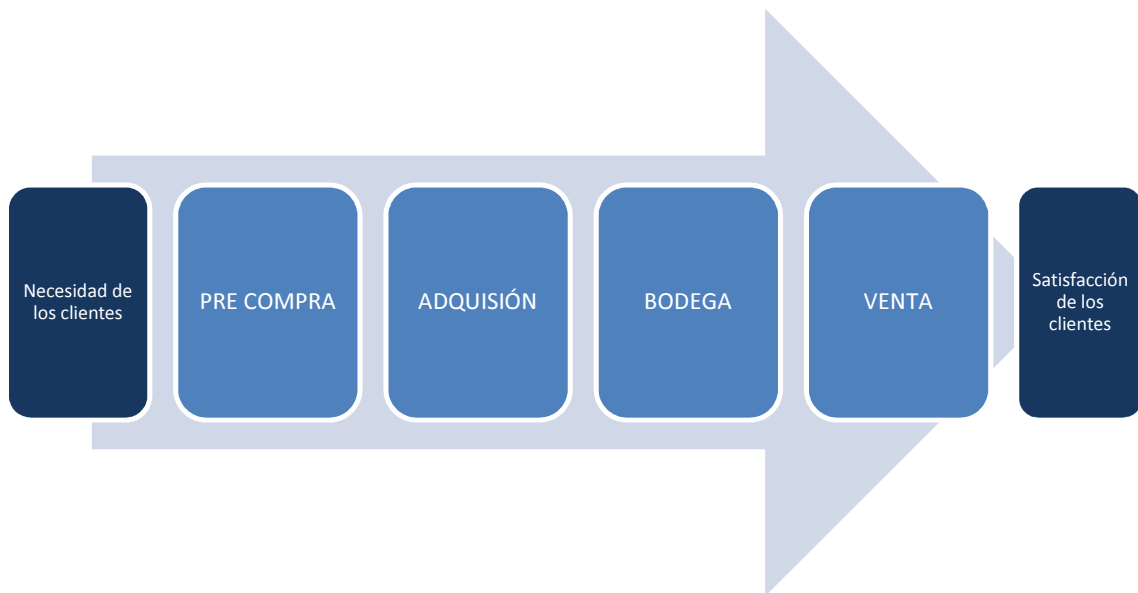 Necesidad de
los clientes
PRE COMPRA
ADQUISIÓN
BODEGA
VENTA
Satisfacción
de los
clientes